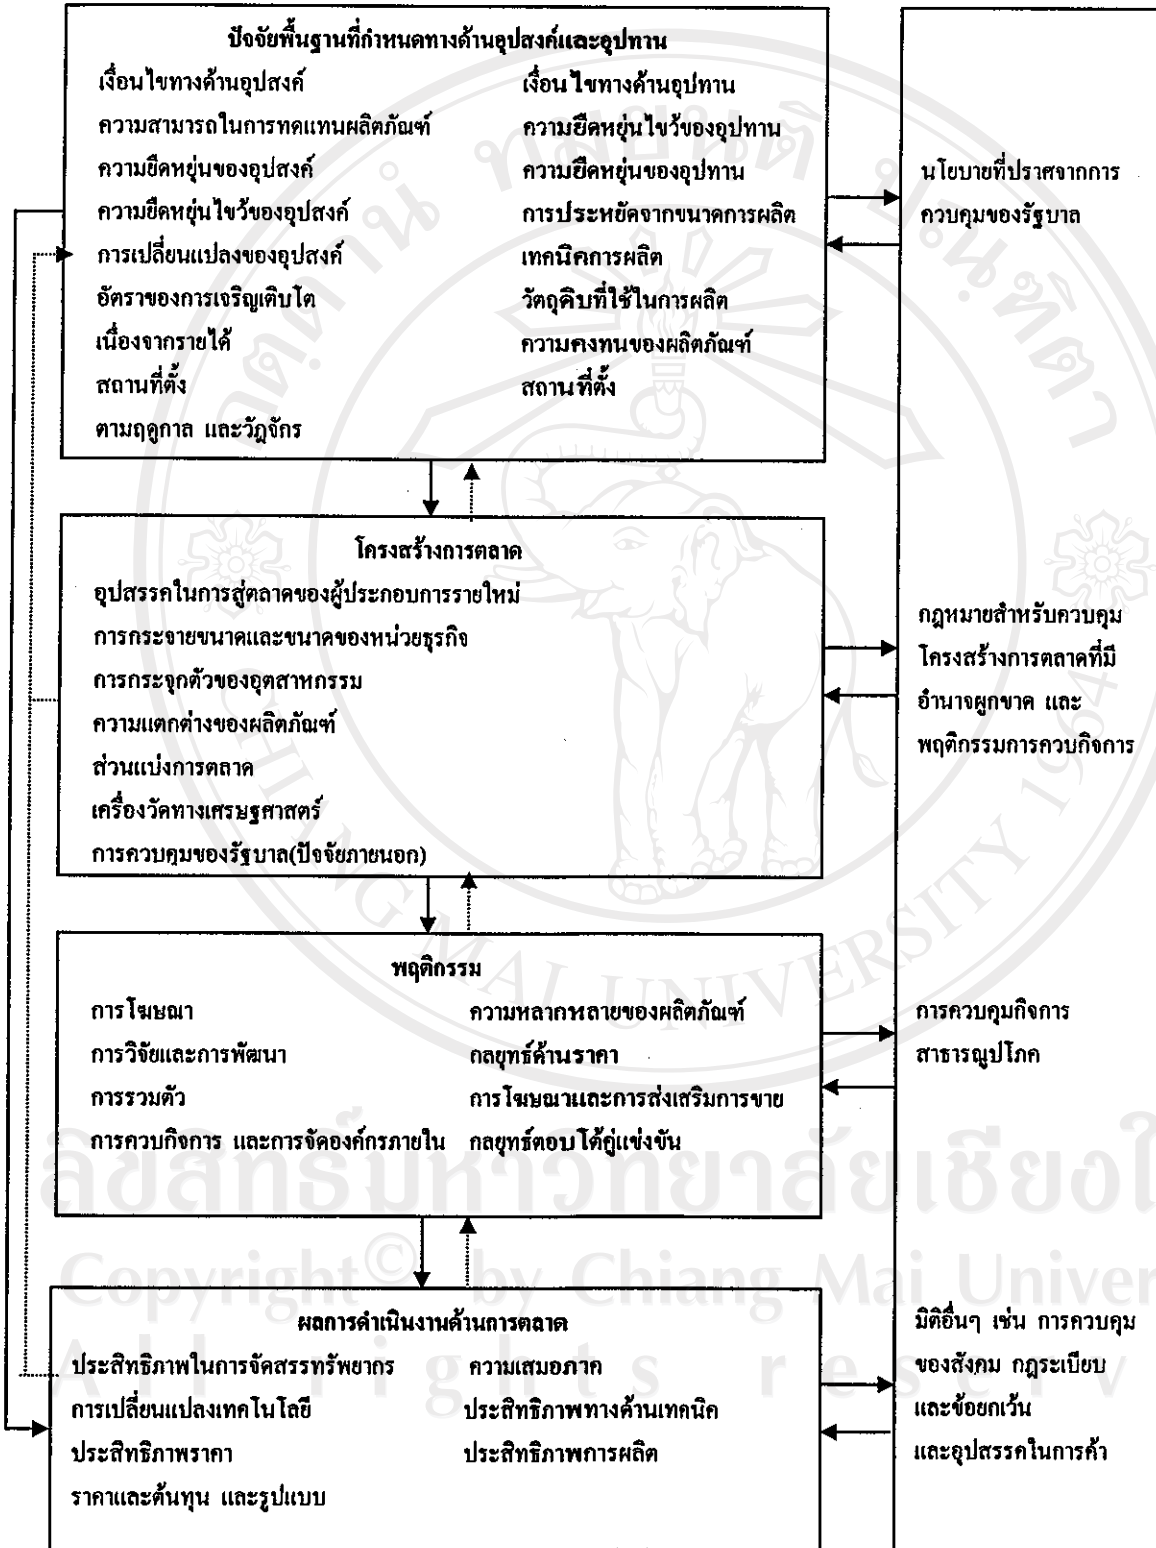 ปัจจัยพื้นฐานที่กำหนดทางด้านอุปสงค์และอุปทาน
เงื่อนไขทางด้านอุปสงค์
ความสามารถในการทดแทนผลิตภัณฑ์
ความยืดหยุ่นของอุปสงค์
ความยืดหยุ่นไขว้ของอุปสงค์
การเปลี่ยนแปลงของอุปสงค์
อัตราของการเจริญเติบโต
เนื่องจากรายได้
สถานที่ตั้ง
ตามฤดูกาล และวัฎจักร
เงื่อนไขทางด้านอุปทาน
ความยืดหยุ่นไขว้ของอุปทาน
ความยืดหยุ่นของอุปทาน
การประหยัดจากขนาดการผลิต
เทคนิคการผลิต
วัตถุดิบที่ใช้ในการผลิต
ความคงทนของผลิตภัณฑ์
สถานที่ตั้ง
นโยบายที่ปราศจากการ
ควบคุมของรัฐบาล
โครงสร้างการตลาด
อุปสรรคในการสู่ตลาดของผู้ประกอบการรายใหม่
การกระจายขนาดและขนาดของหน่วยธุรกิจ
การกระจุกตัวของอุตสาหกรรม
ความแตกต่างของผลิตภัณฑ์
ส่วนแบ่งการตลาด
เครื่องวัดทางเศรษฐศาสตร์
การควบคุมของรัฐบาล(ปัจจัยภายนอก)
กฎหมายสำหรับควบคุม
โครงสร้างการตลาดที่มี
อำนาจผูกขาด และ
พฤติกรรมการควบกิจการ
พฤติกรรม
การโฆษณา
การวิจัยและการพัฒนา
การรวมตัว
การควบกิจการ และการจัดองค์กรภายใน
ความหลากหลายของผลิตภัณฑ์
กลยุทธ์ด้านราคา
การโฆษณาและการส่งเสริมการขาย
กลยุทธ์ตอบโต้คู่แข่งขัน
การควบคุมกิจการ
สาธารณูปโภค
ผลการดำเนินงานด้านการตลาด
ประสิทธิภาพในการจัดสรรทรัพยากร
การเปลี่ยนแปลงเทคโนโลยี
ประสิทธิภาพราคา
ราคาและต้นทุน และรูปแบบ
ความเสมอภาค
ประสิทธิภาพทางด้านเทคนิค
ประสิทธิภาพการผลิต
มิติอื่นๆ เช่น การควบคุม
ของสังคม กฎระเบียบ
และข้อยกเว้น
และอุปสรรคในการค้า
CHIANG MAI UNIVERSITY 1964
ลิขสิทธิ์มหาวิทยาลัยเชียงให
Copyright© by Chiang Mai Univer
All rights reserv